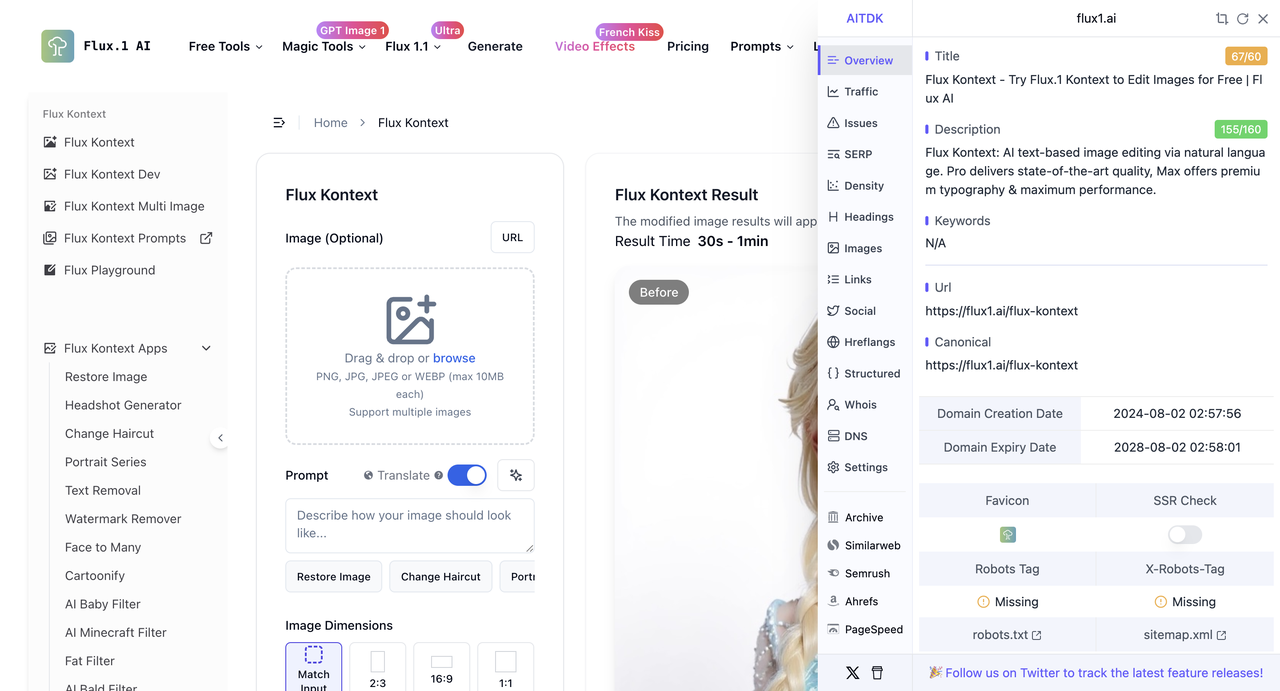 Flux.1 AI
Free Tools
Magic Tools
GPT Image 1
Flux 1.1
Ultra
Generate
Video Effects
French Kiss
Pricing
Prompts
Flux Kontext
Flux Kontext
Flux Kontext Dev
Flux Kontext Multi Image
Flux Kontext Prompts
Flux Playground
Flux Kontext Apps
Restore Image
Headshot Generator
Change Haircut
Portrait Series
Text Removal
Watermark Remover
Face to Many
Cartoonify
AI Baby Filter
AI Minecraft Filter
Fat Filter
AI Bald Filter
Home > Flux Kontext
Flux Kontext
Image (Optional)
URL
Drag & drop or browse
PNG, JPG, JPEG or WEBP (max 10MB
each)
Support multiple images
Prompt
Translate
Describe how your image should look
like...
Restore Image
Change Haircut
Portr
Image Dimensions
Match
Input
2:3
16:9
1:1
Flux Kontext Result
The modified image results will app
Result Time 30s - 1min
Before
AITDK
Overview
Traffic
Issues
SERP
Density
Headings
Images
Links
Social
Hreflangs
Structured
Whois
DNS
Settings
Archive
Similarweb
Semrush
Ahrefs
PageSpeed
flux1.ai
Title
67/60
Flux Kontext - Try Flux.1 Kontext to Edit Images for Free | Fl
ux AI
Description
155/160
Flux Kontext: AI text-based image editing via natural langua
ge. Pro delivers state-of-the-art quality, Max offers premiu
m typography & maximum performance.
Keywords
N/A
Url
https://flux1.ai/flux-kontext
Canonical
https://flux1.ai/flux-kontext
Domain Creation Date 2024-08-02 02:57:56
Domain Expiry Date 2028-08-02 02:58:01
Favicon SSR Check
Robots Tag X-Robots-Tag
Missing Missing
robots.txt sitemap.xml
🎉 Follow us on Twitter to track the latest feature releases!